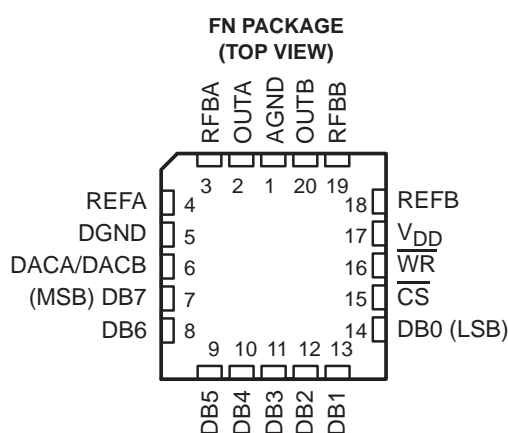 FN PACKAGE
(TOP VIEW)
RFBA
OUTA
AGND
OUTB
RFBB
3 2 1 20 19
REFA 4
DGND 5
DACA/DACB 6
(MSB) DB7 7
DB6 8
18 REFB
17 VDD
16 WR
15 CS
14 DB0 (LSB)
9 10 11 12 13
DB5
DB4
DB3
DB2
DB1